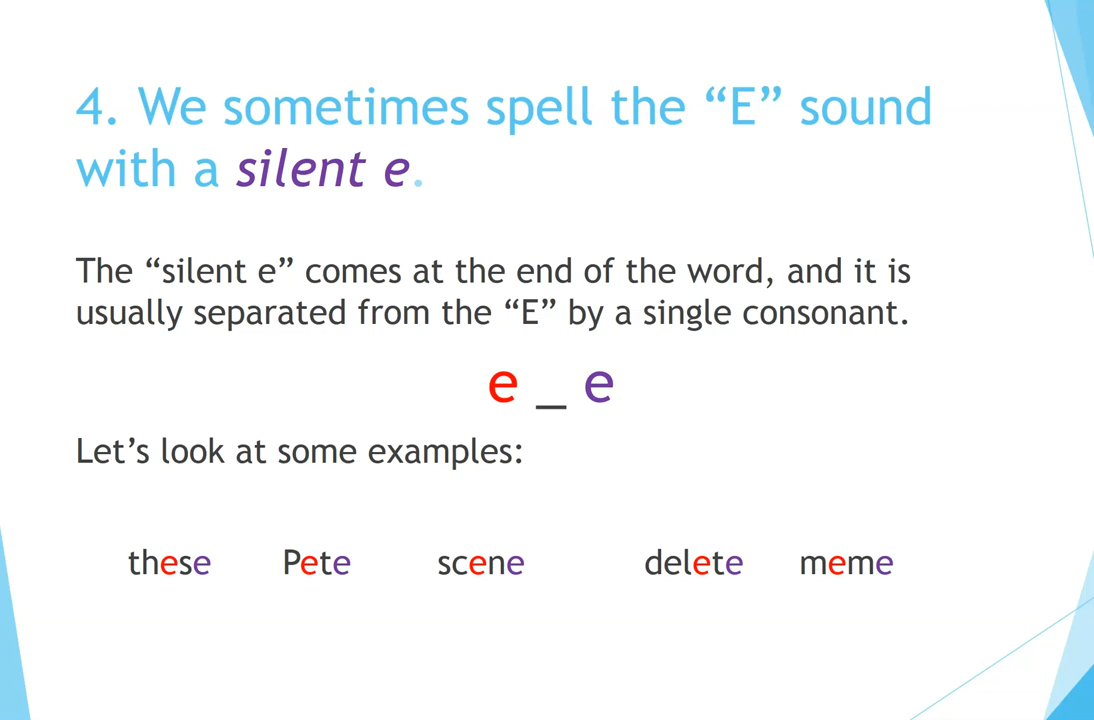 4. We sometimes spell the “E” sound
with a silent e.
The “silent e” comes at the end of the word, and it is
usually separated from the “E” by a single consonant.
e _ e
Let’s look at some examples:
these Pete scene delete meme